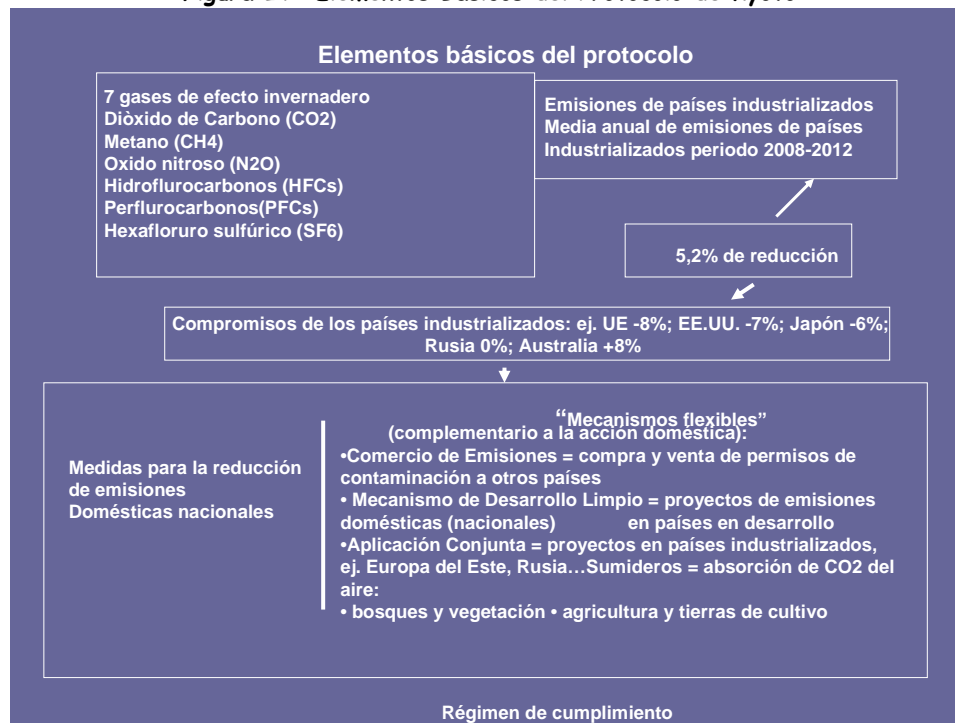 Elementos básicos del protocolo
7 gases de efecto invernadero
Diòxido de Carbono (CO2)
Metano (CH4)
Oxido nitroso (N2O)
Hidroflurocarbonos (HFCs)
Perflurocarbonos(PFCs)
Hexafloruro sulfúrico (SF6)
Emisiones de países industrializados
Media anual de emisiones de países
Industrializados periodo 2008-2012
5,2% de reducción
Compromisos de los países industrializados: ej. UE -8%; EE.UU. -7%; Japón -6%;
Rusia 0%; Australia +8%
Medidas para la reducción
de emisiones
Domésticas nacionales
“Mecanismos flexibles”
(complementario a la acción doméstica):
•Comercio de Emisiones = compra y venta de permisos de
contaminación a otros países
• Mecanismo de Desarrollo Limpio = proyectos de emisiones
domésticas (nacionales) en países en desarrollo
•Aplicación Conjunta = proyectos en países industrializados,
ej. Europa del Este, Rusia…Sumideros = absorción de CO2 del
aire:
• bosques y vegetación • agricultura y tierras de cultivo
Régimen de cumplimiento